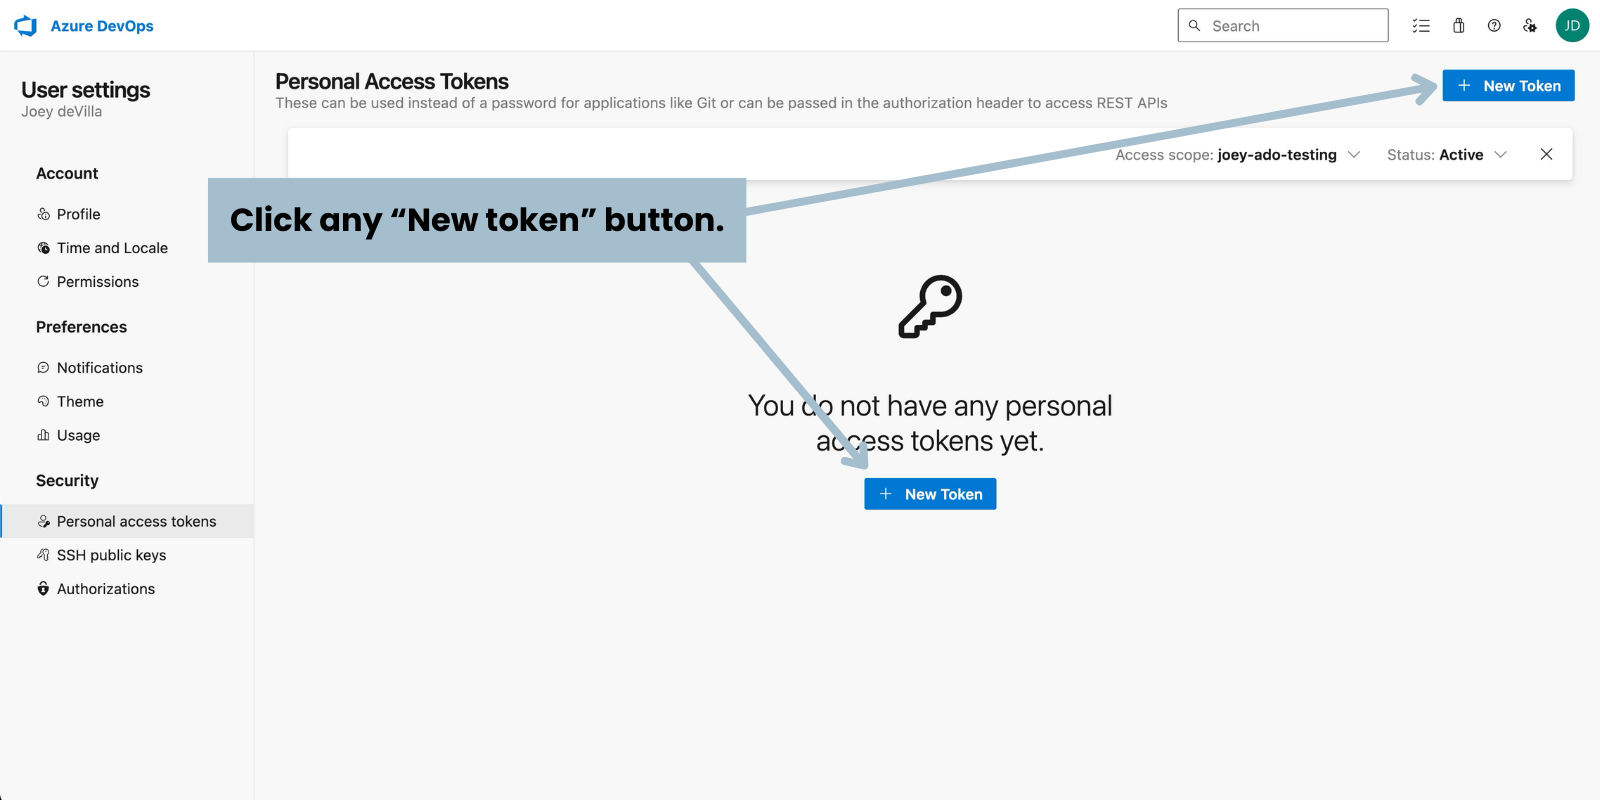 Azure DevOps
Search
JD
User settings
Joey deVilla
Account
Profile
Time and Locale
Permissions
Preferences
Notifications
Theme
Usage
Security
Personal access tokens
SSH public keys
Authorizations
Personal Access Tokens
These can be used instead of a password for applications like Git or can be passed in the authorization header to access REST APIs
New Token
Access scope: joey-ado-testing
Status: Active
Click any “New token” button.
You do not have any personal
access tokens yet.
New Token